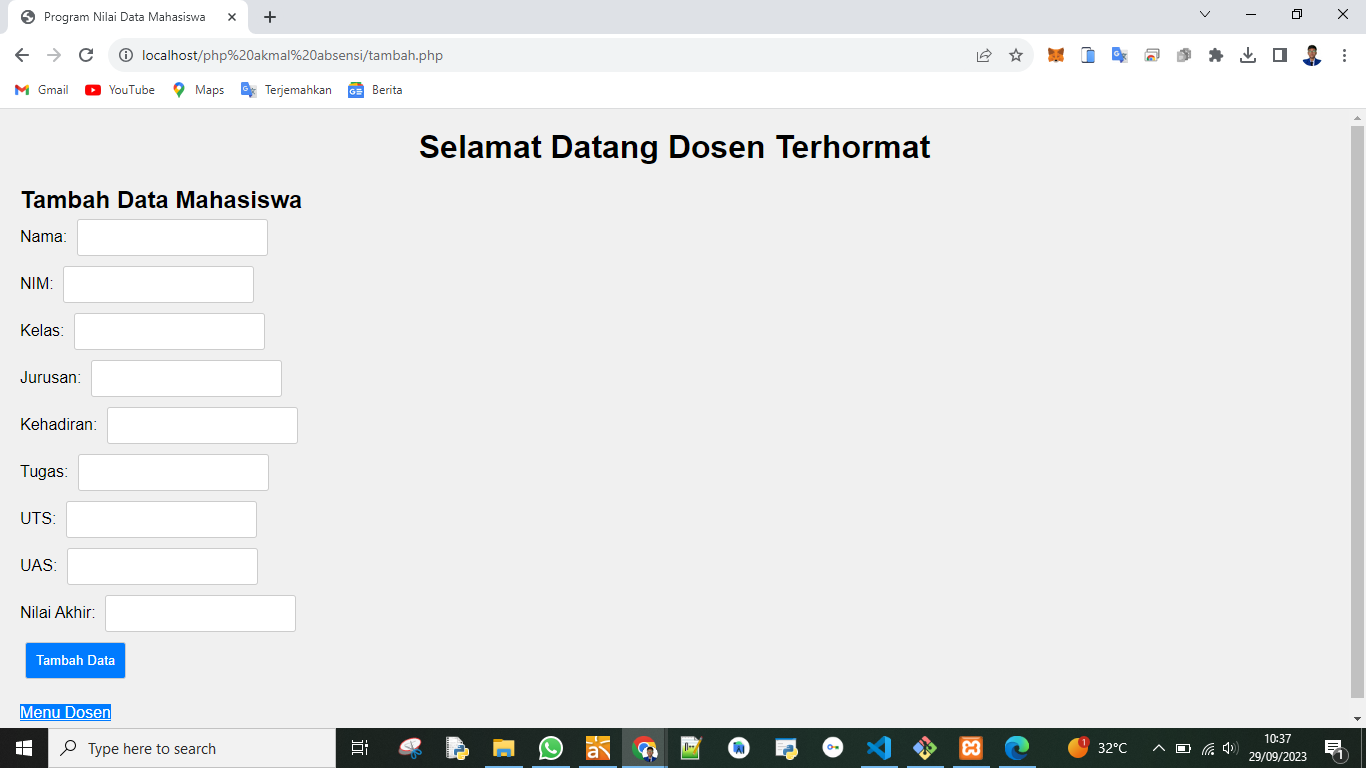 Program Nilai Data Mahasiswa
localhost/php%20akmal%20absensi/tambah.php
Gmail YouTube Maps Terjemahkan Berita
Selamat Datang Dosen Terhormat
Tambah Data Mahasiswa
Nama:
NIM:
Kelas:
Jurusan:
Kehadiran:
Tugas:
UTS:
UAS:
Nilai Akhir:
Tambah Data
Menu Dosen
Type here to search
1
32°C
10:37
29/09/2023
1